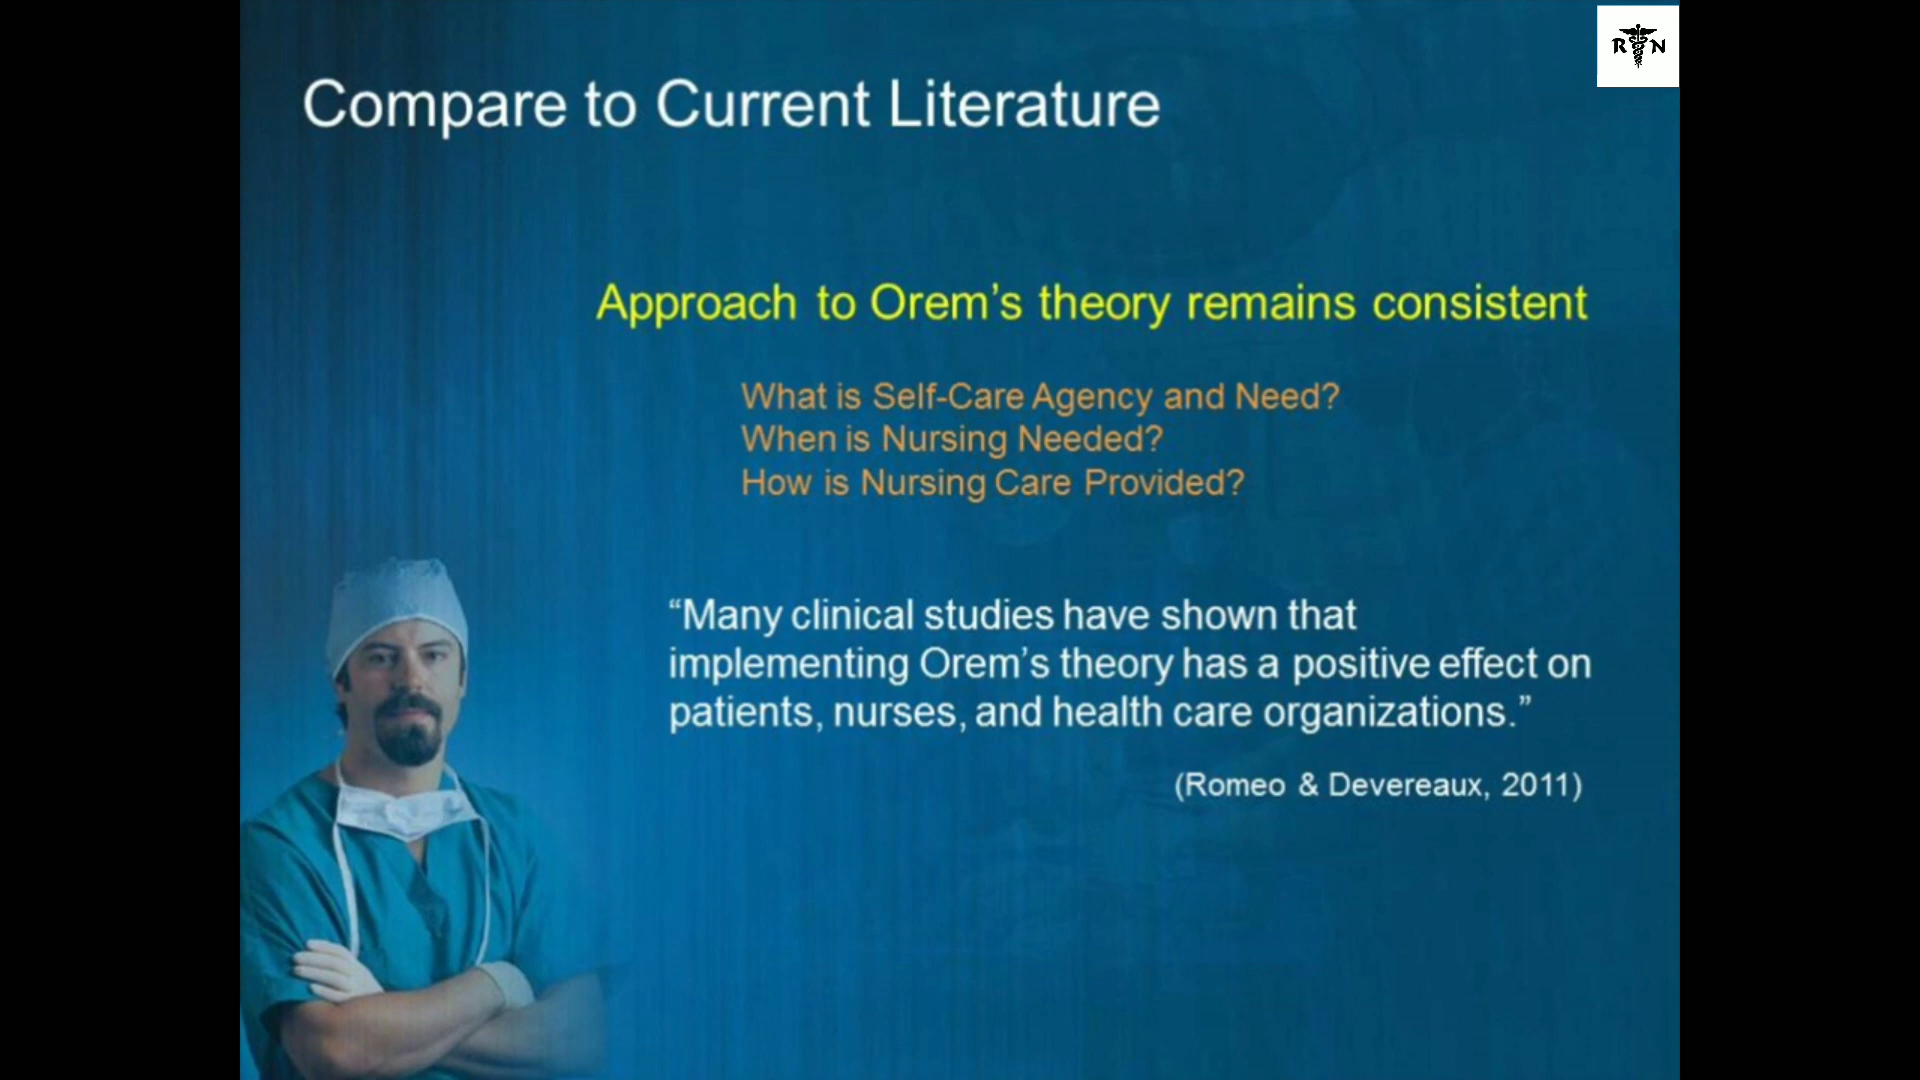 RN
Compare to Current Literature
Approach to Orem’s theory remains consistent
What is Self-Care Agency and Need?
When is Nursing Needed?
How is Nursing Care Provided?
“Many clinical studies have shown that
implementing Orem’s theory has a positive effect on
patients, nurses, and health care organizations.”
(Romeo & Devereaux, 2011)